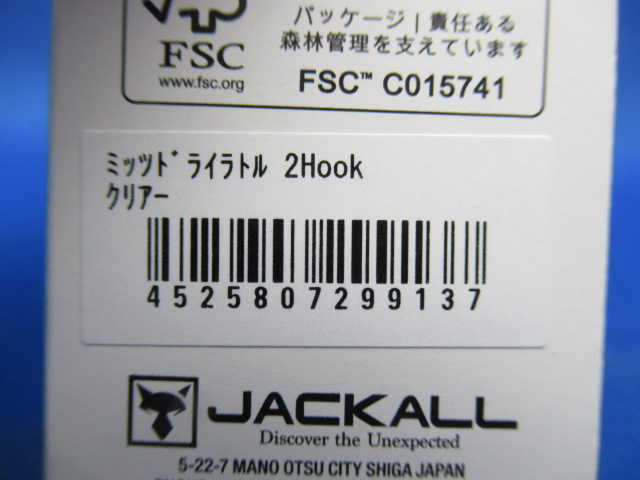 FSC
www.fsc.org
パッケージ | 責任ある
森林管理を支えています
FSC™ C015741
ミッツドライラトル 2Hook
クリアー
4525807299137
JACKALL
Discover the Unexpected
5-22-7 MANO OTSU CITY SHIGA JAPAN